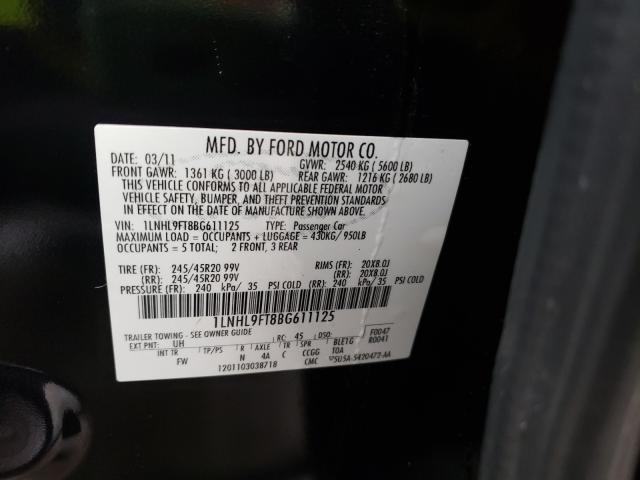 MFD. BY FORD MOTOR CO.
DATE: 03/11 GVWR: 2540 KG ( 5600 LB)
FRONT GAWR: 1361 KG ( 3000 LB) REAR GAWR: 1216 KG ( 2680 LB)
THIS VEHICLE CONFORMS TO ALL APPLICABLE FEDERAL MOTOR
VEHICLE SAFETY, BUMPER, AND THEFT PREVENTION STANDARDS
IN EFFECT ON THE DATE OF MANUFACTURE SHOWN ABOVE.
VIN: 1LNHL9FT8BG611125 TYPE: Passenger Car
MAXIMUM LOAD = OCCUPANTS + LUGGAGE = 430KG/ 950LB
OCCUPANTS = 5 TOTAL; 2 FRONT, 3 REAR
TIRE (FR): 245/45R20 99V RIMS (FR): 20X8.0J
(RR): 245/45R20 99V (RR): 20X8.0J
PRESSURE (FR): 240 kPa/ 35 PSI COLD (RR): 240 kPa/ 35 PSI COLD
1LNHL9FT8BG611125
TRAILER TOWING - SEE OWNER GUIDE F0047
EXT PNT: UH RC: 45 DSO: R0041
INT TR TP/PS R AXLE TR SPR BLE1G
FW N 4A C CCGG 10A
1201103038718 CMC 5U5A-5420472-AA